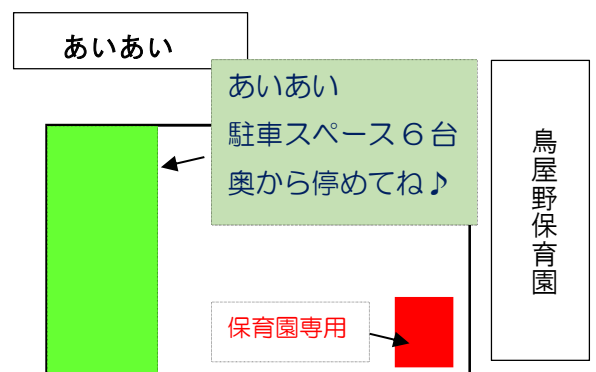 あいあい
あいあい
駐車スペース６台
奥から停めてね♪
鳥屋野保育園
保育園専用